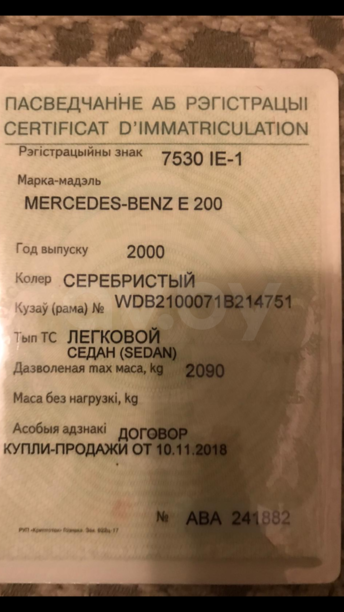 ПАСВЕДЧАННЕ АБ РЭГІСТРАЦЫІ
CERTIFICAT D'IMMATRICULATION
Рэгістрацыйны знак 7530 IE-1
Марка-мадэль
MERCEDES-BENZ E 200
Год выпуску 2000
Колер СЕРЕБРИСТЫЙ
Кузаў (рама) № WDB2100071B214751
Тып ТС ЛЕГКОВОЙ
СЕДАН (SEDAN)
Дазволеная max маса, kg 2090
Маса без нагрузкі, kg
Асобыя адзнакі ДОГОВОР
КУПЛИ-ПРОДАЖИ ОТ 10.11.2018
№ АВА 241882